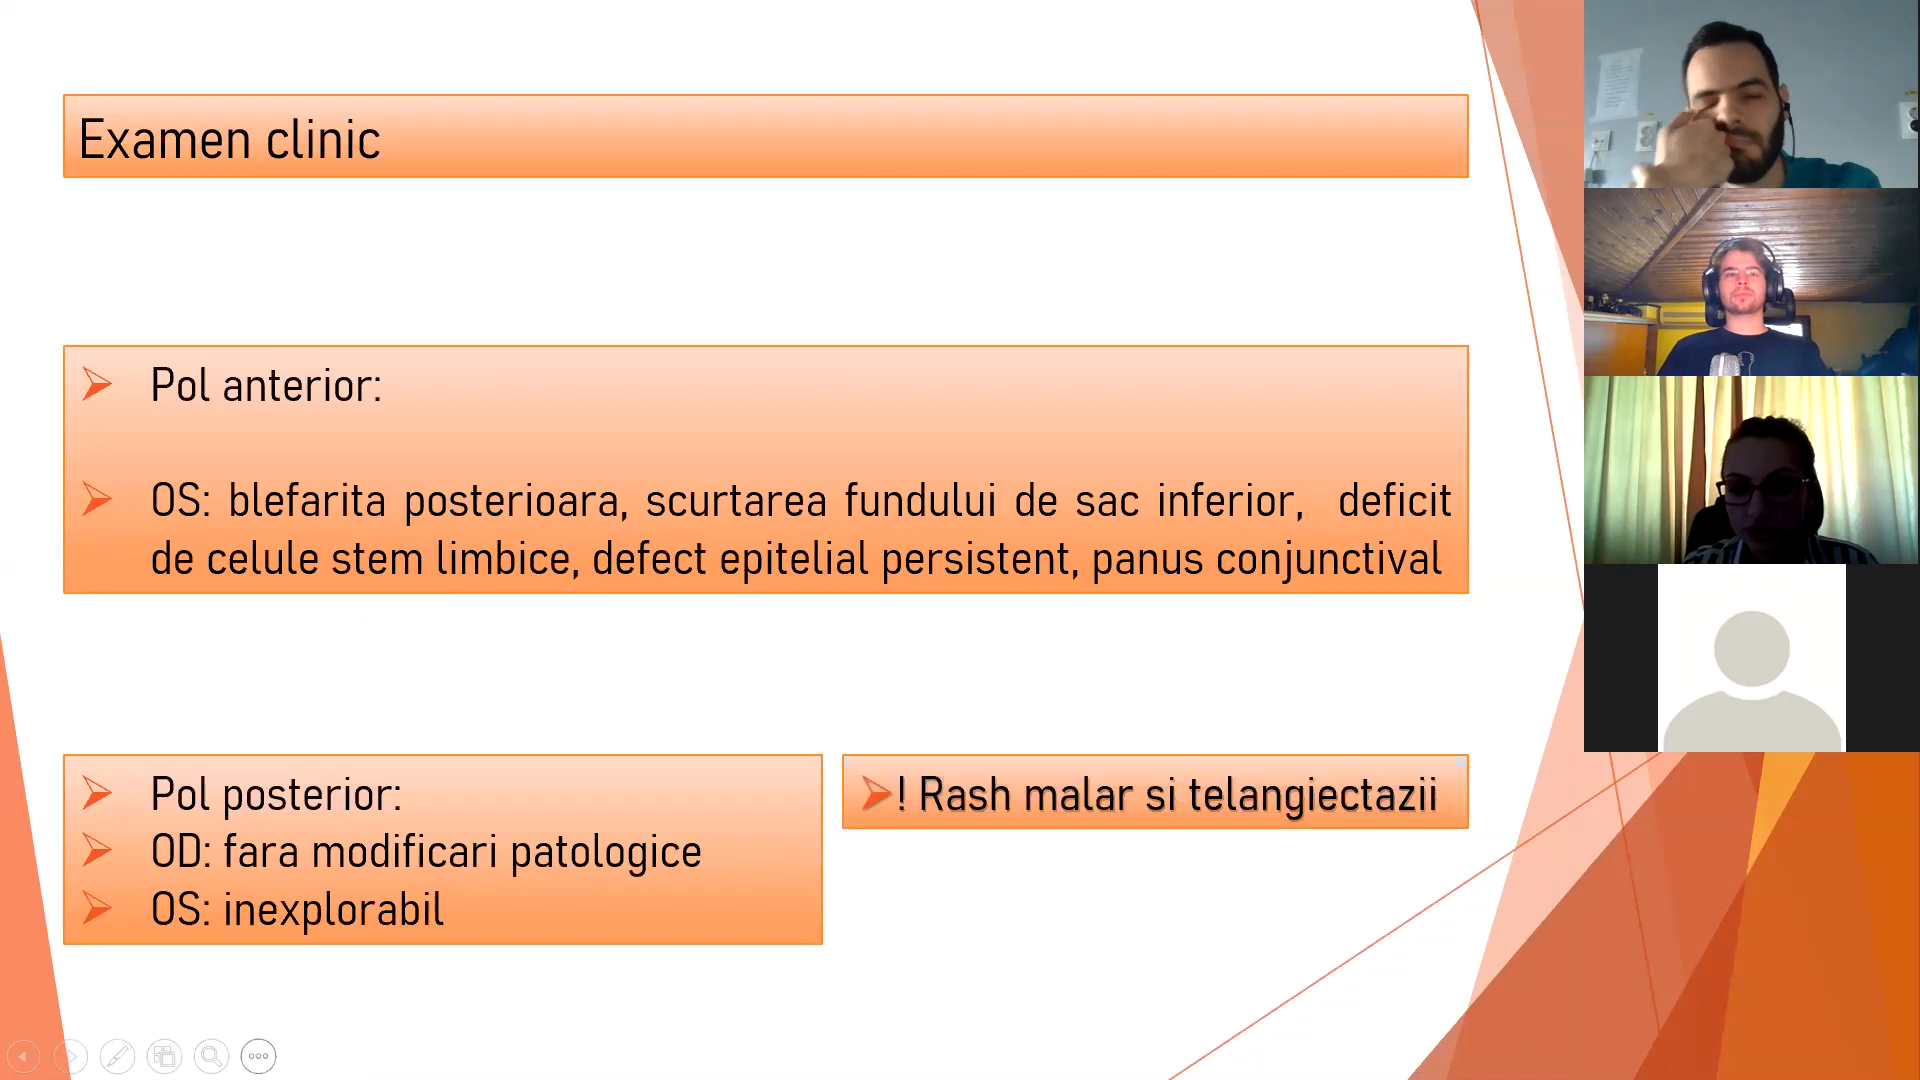 Examen clinic
Pol anterior:
OS: blefarita posterioara, scurtarea fundului de sac inferior, deficit
de celule stem limbice, defect epitelial persistent, panus conjunctival
Pol posterior:
OD: fara modificari patologice
OS: inexplorabil
! Rash malar si telangiectazii